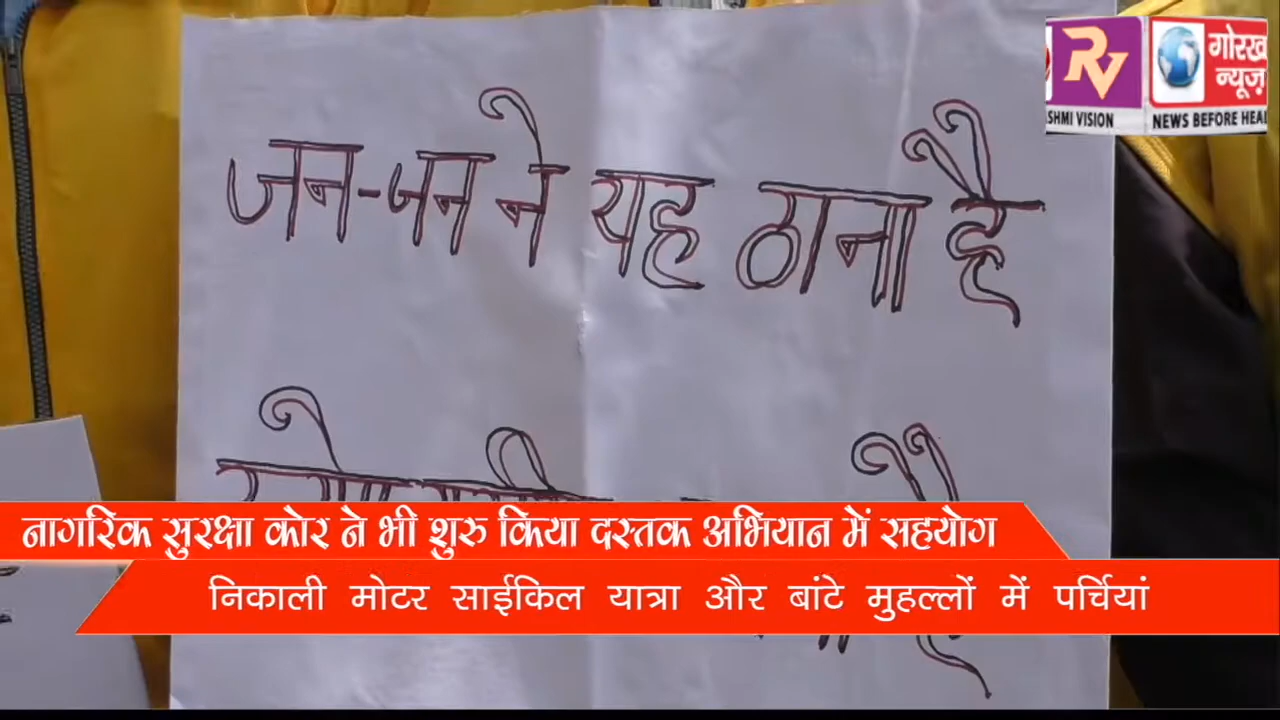 जन-जन ने यह ठाना है
RV
SHMI VISION
गोरख
न्यूज़
NEWS BEFORE HEA
नागरिक सुरक्षा कोर ने भी शुरु किया दस्तक अभियान में सहयोग
निकाली मोटर साईकिल यात्रा और बांटे मुहल्लों में पर्चियां